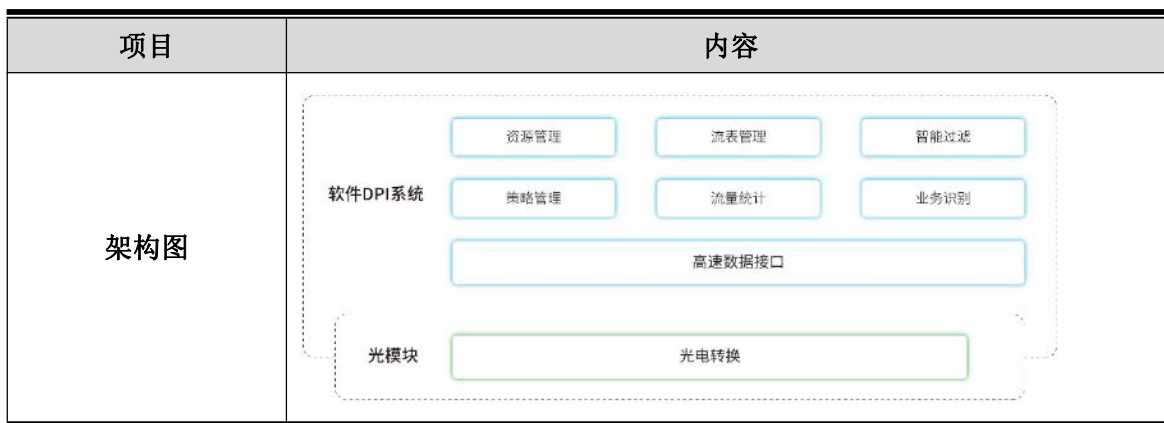 项目 内容
架构图
软件DPI系统
资源管理 流表管理 智能过滤
策略管理 流量统计 业务识别
高速数据接口
光模块 光电转换